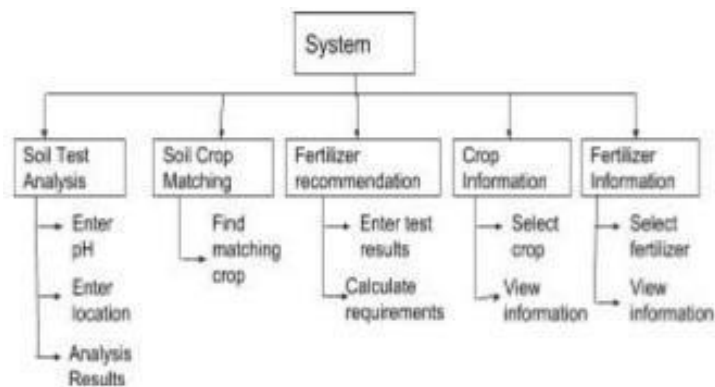 System
Soil Test
Analysis
Enter
pH
Enter
location
Analysis
Results
Soil Crop
Matching
Find
matching
crop
Fertilizer
recommendation
Enter test
results
Calculate
requirements
Crop
Information
Select
crop
View
information
Fertilizer
Information
Select
fertilizer
View
information